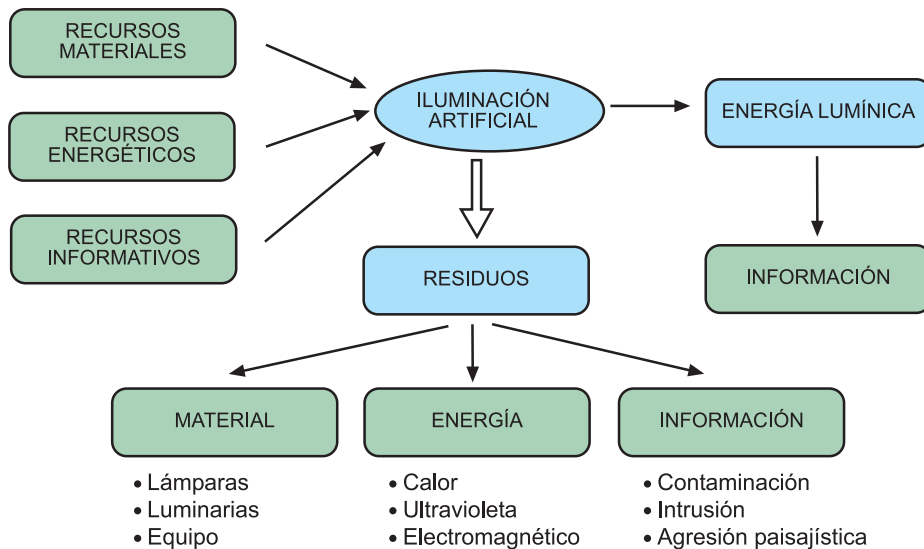 RECURSOS
MATERIALES
RECURSOS
ENERGÉTICOS
RECURSOS
INFORMATIVOS
ILUMINACIÓN
ARTIFICIAL
ENERGÍA LUMÍNICA
INFORMACIÓN
RESIDUOS
MATERIAL
• Lámparas
• Luminarias
• Equipo
ENERGÍA
• Calor
• Ultravioleta
• Electromagnético
INFORMACIÓN
• Contaminación
• Intrusión
• Agresión paisajística